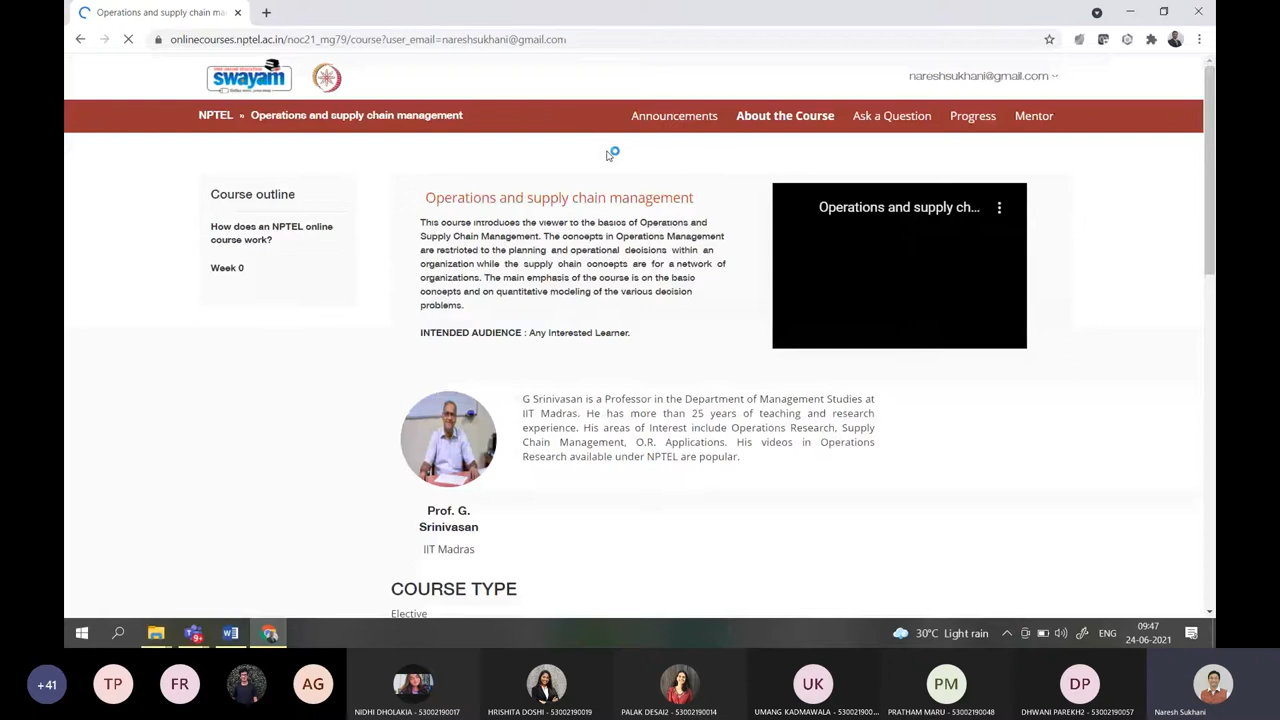 Operations and supply chain ma
onlinecourses.nptel.ac.in/noc21_mg79/course?user_email=nareshsukhani@gmail.com
swayam
nareshsukhani@gmail.com
NPTEL » Operations and supply chain management
Announcements
About the Course
Ask a Question
Progress
Mentor
Course outline
How does an NPTEL online
course work?
Week 0
Operations and supply chain management
This course introduces the viewer to the basics of Operations and
Supply Chain Management. The concepts in Operations Management
are restrioted to the planning and operational decisions within an
organization while the supply chain concepts are for a network of
organizations. The main emphasis of the course is on the basic
concepts and on quantitative modeling of the various decision
problems.
INTENDED AUDIENCE : Any Interested Learner.
Operations and supply ch...
G Srinivasan is a Professor in the Department of Management Studies at
IIT Madras. He has more than 25 years of teaching and research
experience. His areas of Interest include Operations Research, Supply
Chain Management, O.R. Applications. His videos in Operations
Research available under NPTEL are popular.
Prof. G.
Srinivasan
IIT Madras
COURSE TYPE
Elective
9+
30°C Light rain
ENG
09:47
24-06-2021
+41
TP
FR
AG
NIDHI DHOLAKIA - 53002190017
HRISHITA DOSHI - 53002190019
PALAK DESAI2 - 53002190014
UK
UMANG KADMAWALA - 530021900...
PM
PRATHAM MARU - 53002190048
DP
DHWANI PAREKH2 - 53002190057
Naresh Sukhani